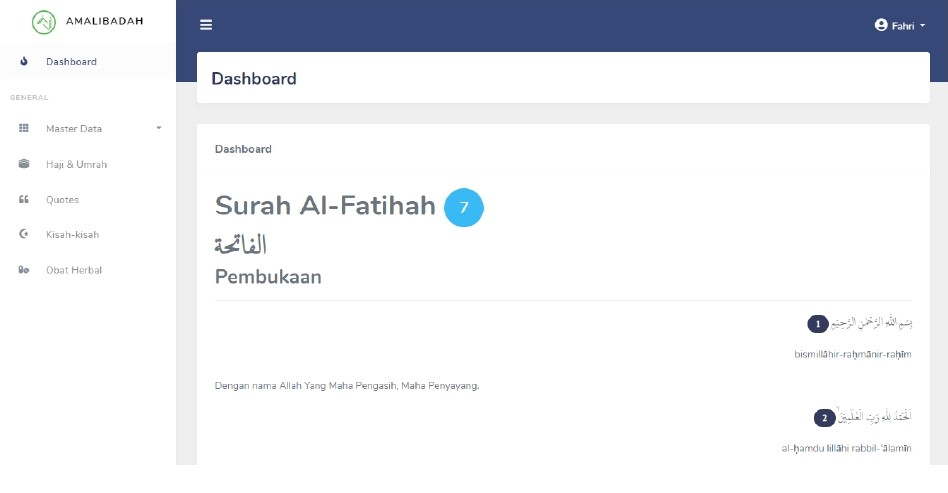 AMALIBADAH
Fahri
Dashboard
Dashboard
GENERAL
Master Data
Haji & Umrah
Quotes
Kisah-kisah
Obat Herbal
Dashboard
Surah Al-Fatihah 7
الفاتحة
Pembukaan
بِسْمِ اللّٰهِ الرَّحْمٰنِ الرَّحِيْمِ 1
bismillāhir-raḥmānir-raḥīm
Dengan nama Allah Yang Maha Pengasih, Maha Penyayang.
اَلْحَمْدُ لِلّٰهِ رَبِّ الْعٰلَمِيْنَۙ 2
al-ḥamdu lillāhi rabbil-'ālamīn